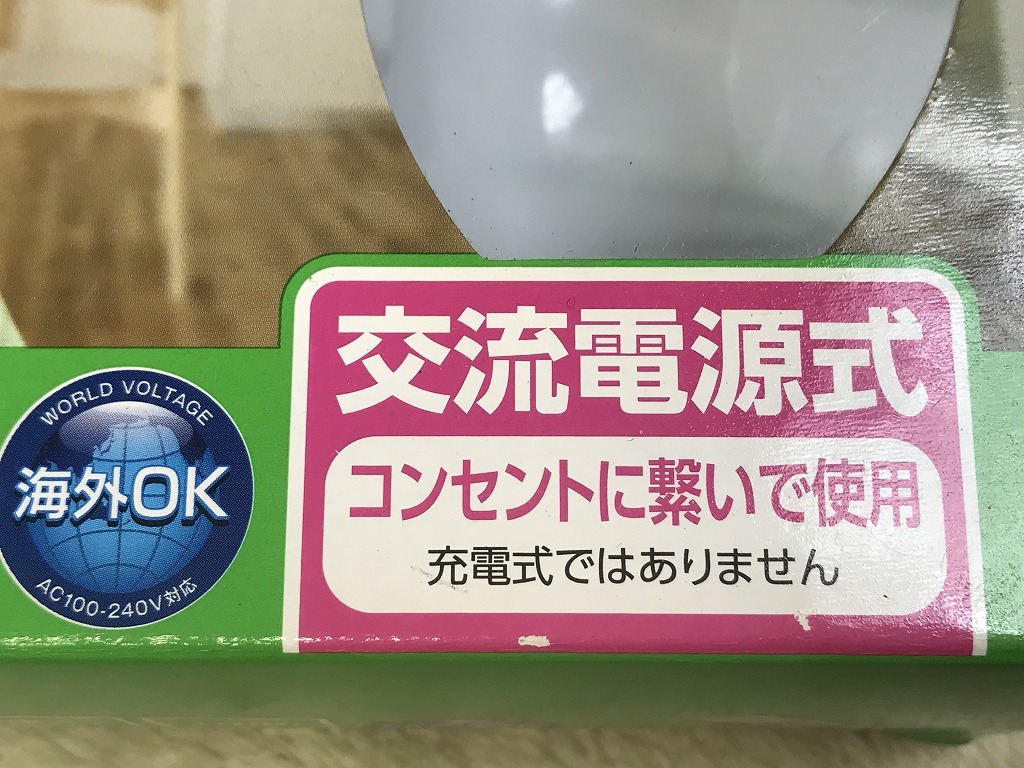 交流電源式
コンセントに繋いで使用
充電式ではありません
WORLD VOLTAGE
海外OK
AC100-240V対応